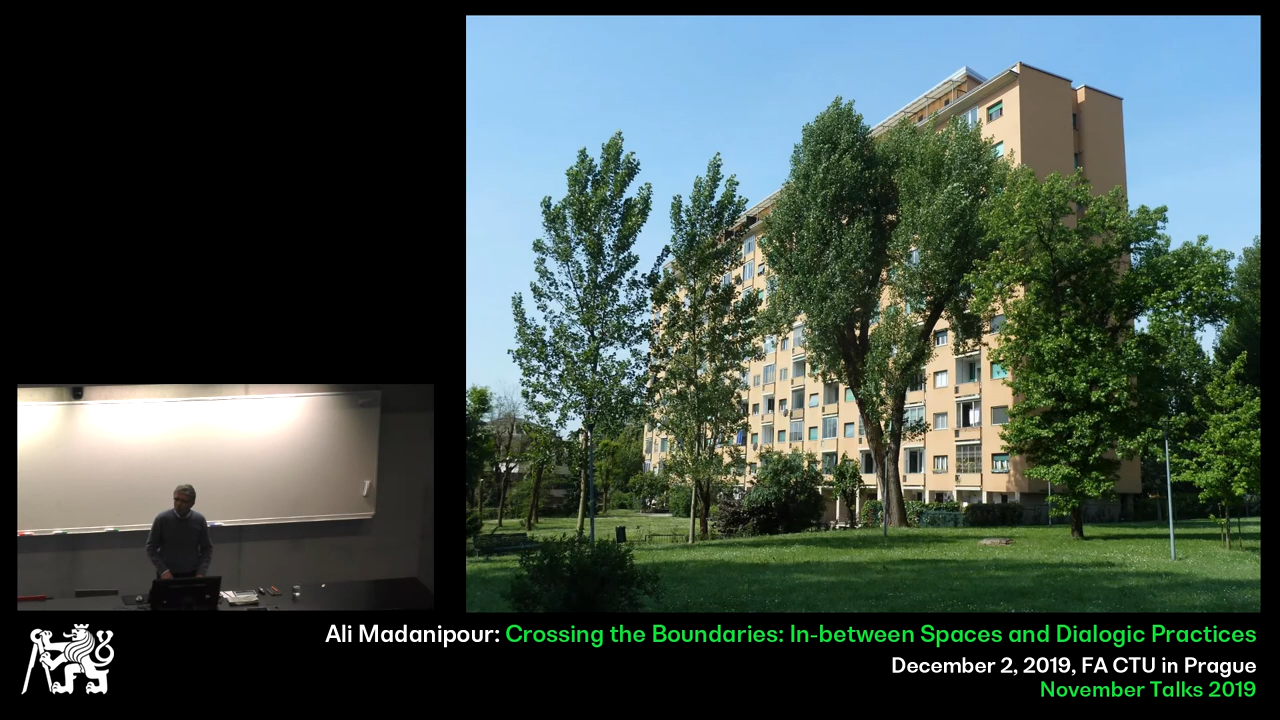 Ali Madanipour: Crossing the Boundaries: In-between Spaces and Dialogic Practices
December 2, 2019, FA CTU in Prague
November Talks 2019